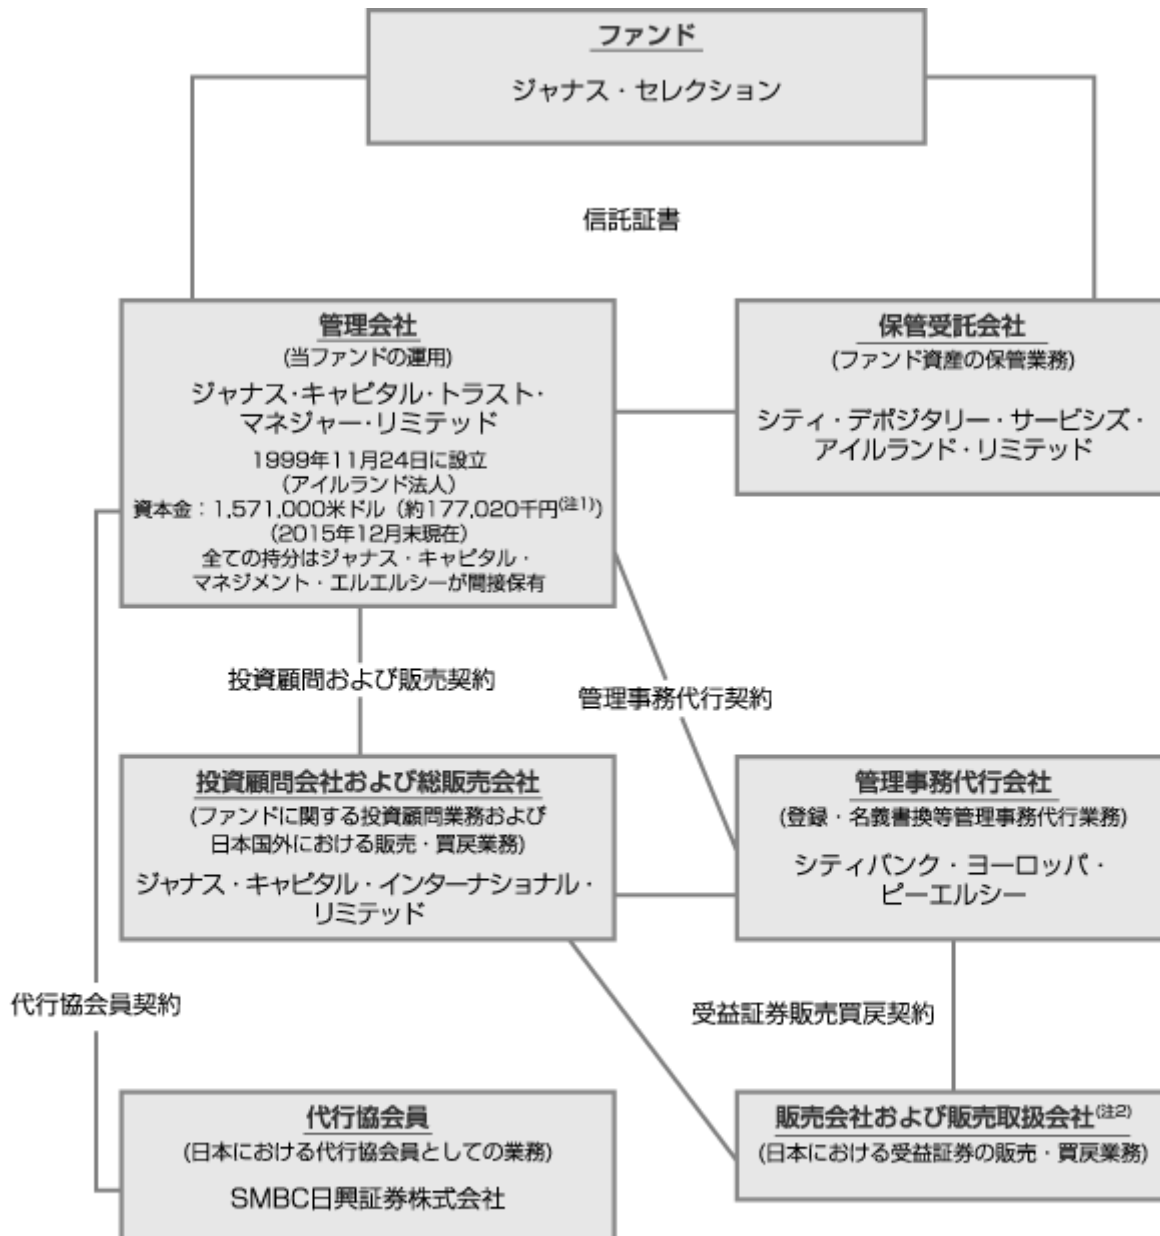 ファンド
ジャナス・セレクション
信託証書
管理会社
(当ファンドの運用)
ジャナス・キャピタル・トラスト・
マネジャー・リミテッド
1999年11月24日に設立
(アイルランド法人)
資本金：1,571,000米ドル（約177,020千円(注1)）
(2015年12月末現在)
全ての持分はジャナス・キャピタル・
マネジメント・エルエルシーが間接保有
保管受託会社
(ファンド資産の保管業務)
シティ・デポジタリー・サービシズ・
アイルランド・リミテッド
投資顧問および販売契約
管理事務代行契約
投資顧問会社および総販売会社
(ファンドに関する投資顧問業務および
日本国外における販売・買戻業務)
ジャナス・キャピタル・インターナショナル・
リミテッド
管理事務代行会社
(登録・名義書換等管理事務代行業務)
シティバンク・ヨーロッパ・
ピーエルシー
代行協会員契約
受益証券販売買戻契約
代行協会員
(日本における代行協会員としての業務)
SMBC日興証券株式会社
販売会社および販売取扱会社(注2)
(日本における受益証券の販売・買戻業務)